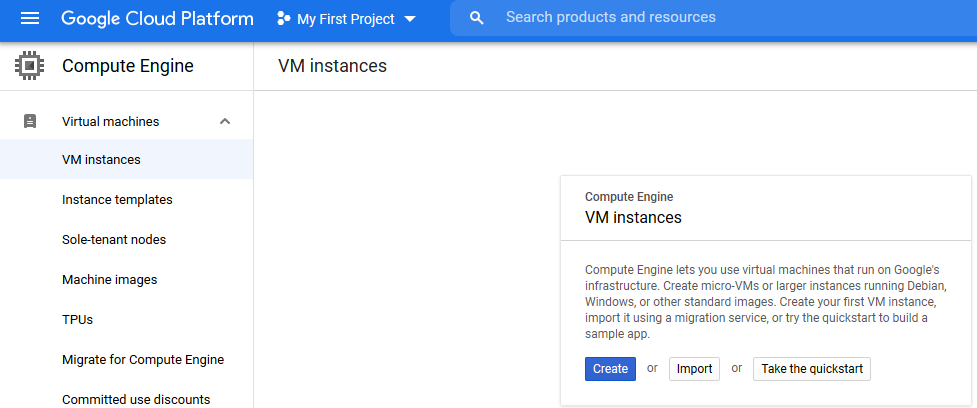 Google Cloud Platform
My First Project
Search products and resources
Compute Engine
VM instances
Virtual machines
VM instances
Instance templates
Sole-tenant nodes
Machine images
TPUs
Migrate for Compute Engine
Committed use discounts
Compute Engine
VM instances
Compute Engine lets you use virtual machines that run on Google's
infrastructure. Create micro-VMs or larger instances running Debian,
Windows, or other standard images. Create your first VM instance,
import it using a migration service, or try the quickstart to build a
sample app.
Create or Import or Take the quickstart